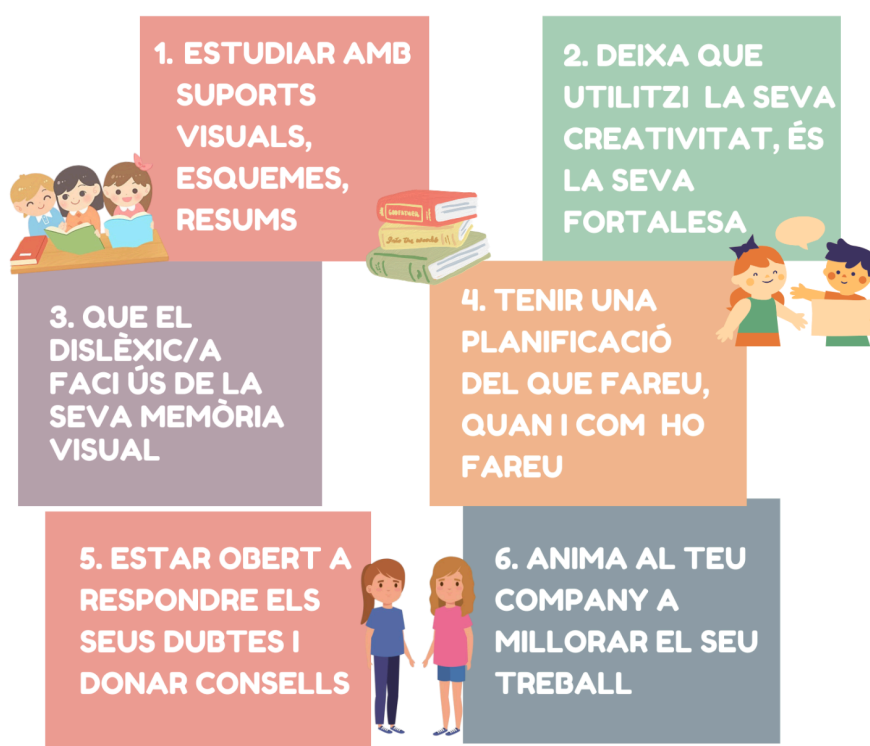 1. ESTUDIAR AMB
SUPORTS
VISUALS,
ESQUEMES,
RESUMS
2. DEIXA QUE
UTILITZI LA SEVA
CREATIVITAT, ÉS
LA SEVA
FORTALESA
3. QUE EL
DISLÈXIC/A
FACI ÚS DE LA
SEVA MEMÒRIA
VISUAL
4. TENIR UNA
PLANIFICACIÓ
DEL QUE FAREU,
QUAN I COM HO
FAREU
5. ESTAR OBERT A
RESPONDRE ELS
SEUS DUBTES I
DONAR CONSELLS
6. ANIMA AL TEU
COMPANY A
MILLORAR EL SEU
TREBALL